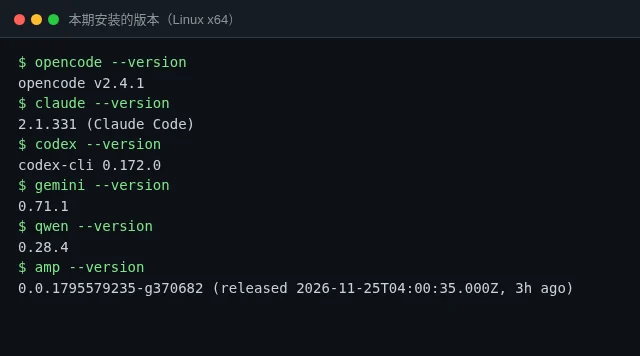 本期安装的版本（Linux x64）
$ opencode --version
opencode v2.4.1
$ claude --version
2.1.331 (Claude Code)
$ codex --version
codex-cli 0.172.0
$ gemini --version
0.71.1
$ qwen --version
0.28.4
$ amp --version
0.0.1795579235-g370682 (released 2026-11-25T04:00:35.000Z, 3h ago)